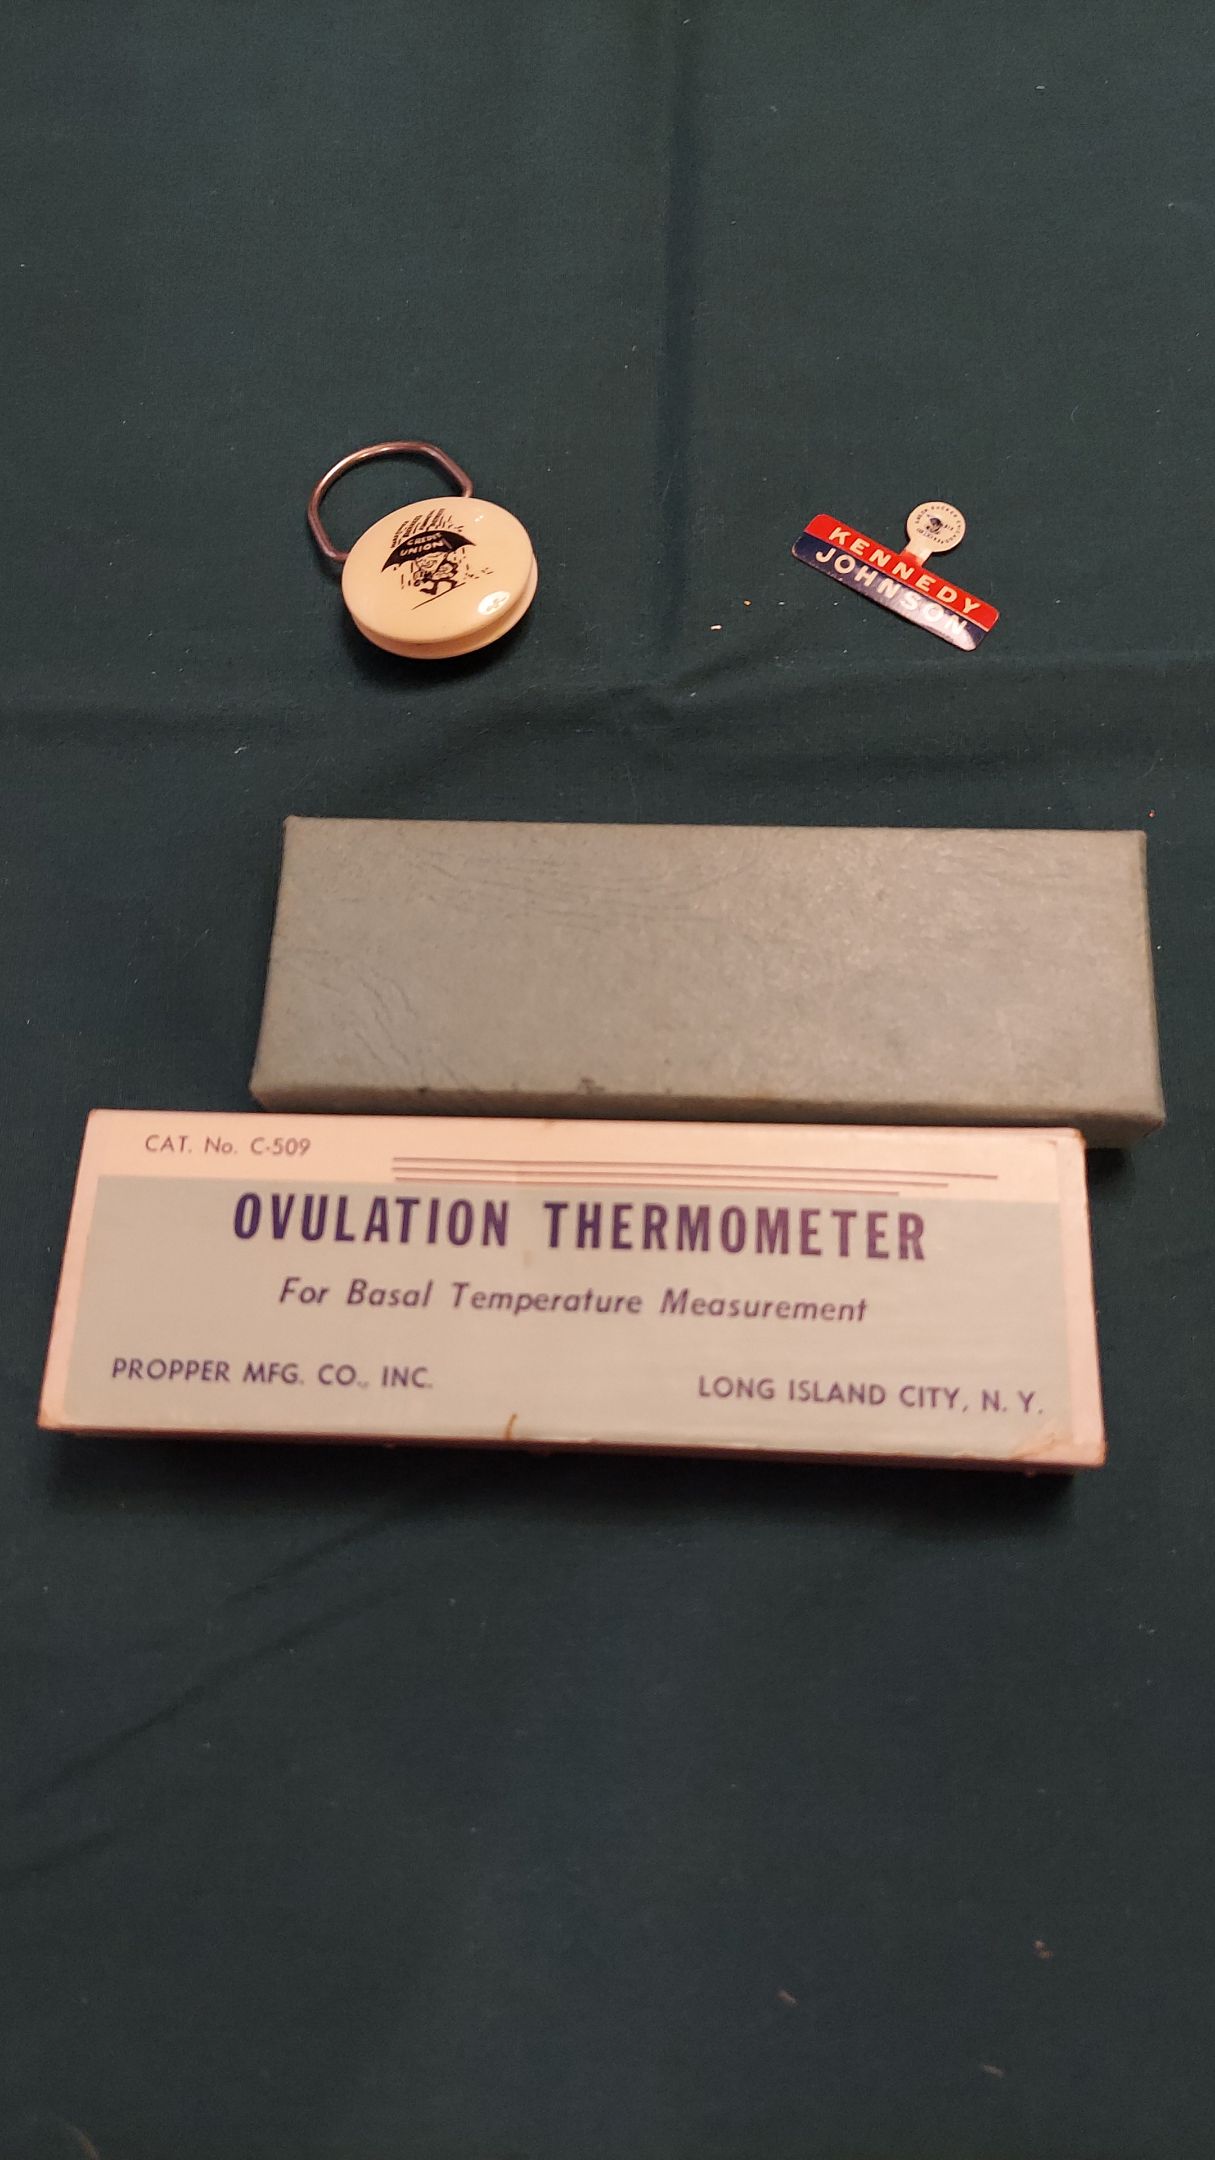 CREDIT
UNION
KENNEDY
JOHNSON
CAT. No. C-509
OVULATION THERMOMETER
For Basal Temperature Measurement
PROPPER MFG. CO., INC.
LONG ISLAND CITY, N. Y.